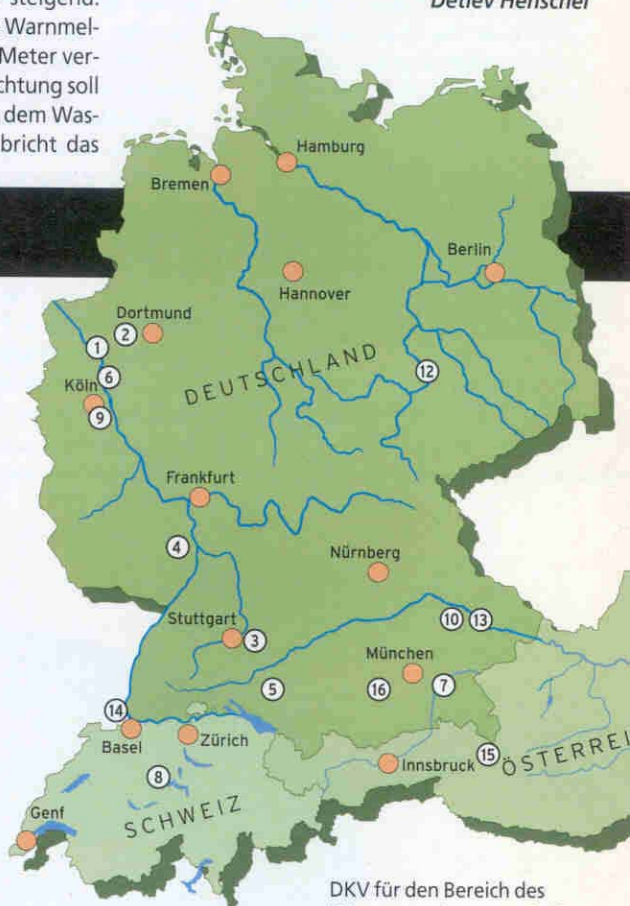 steigend.
Warnmel-
Meter ver-
chtung soll
dem Was-
bricht das
Detlev Henschel
Hamburg
Bremen
Berlin
Hannover
Dortmund
1
2
6
Köln
9
DEUTSCHLAND
12
Frankfurt
4
Nürnberg
Stuttgart
3
10
13
München
5
16
7
14
Basel
Zürich
Innsbruck
15
ÖSTERREI
8
SCHWEIZ
Genf
DKV für den Bereich des